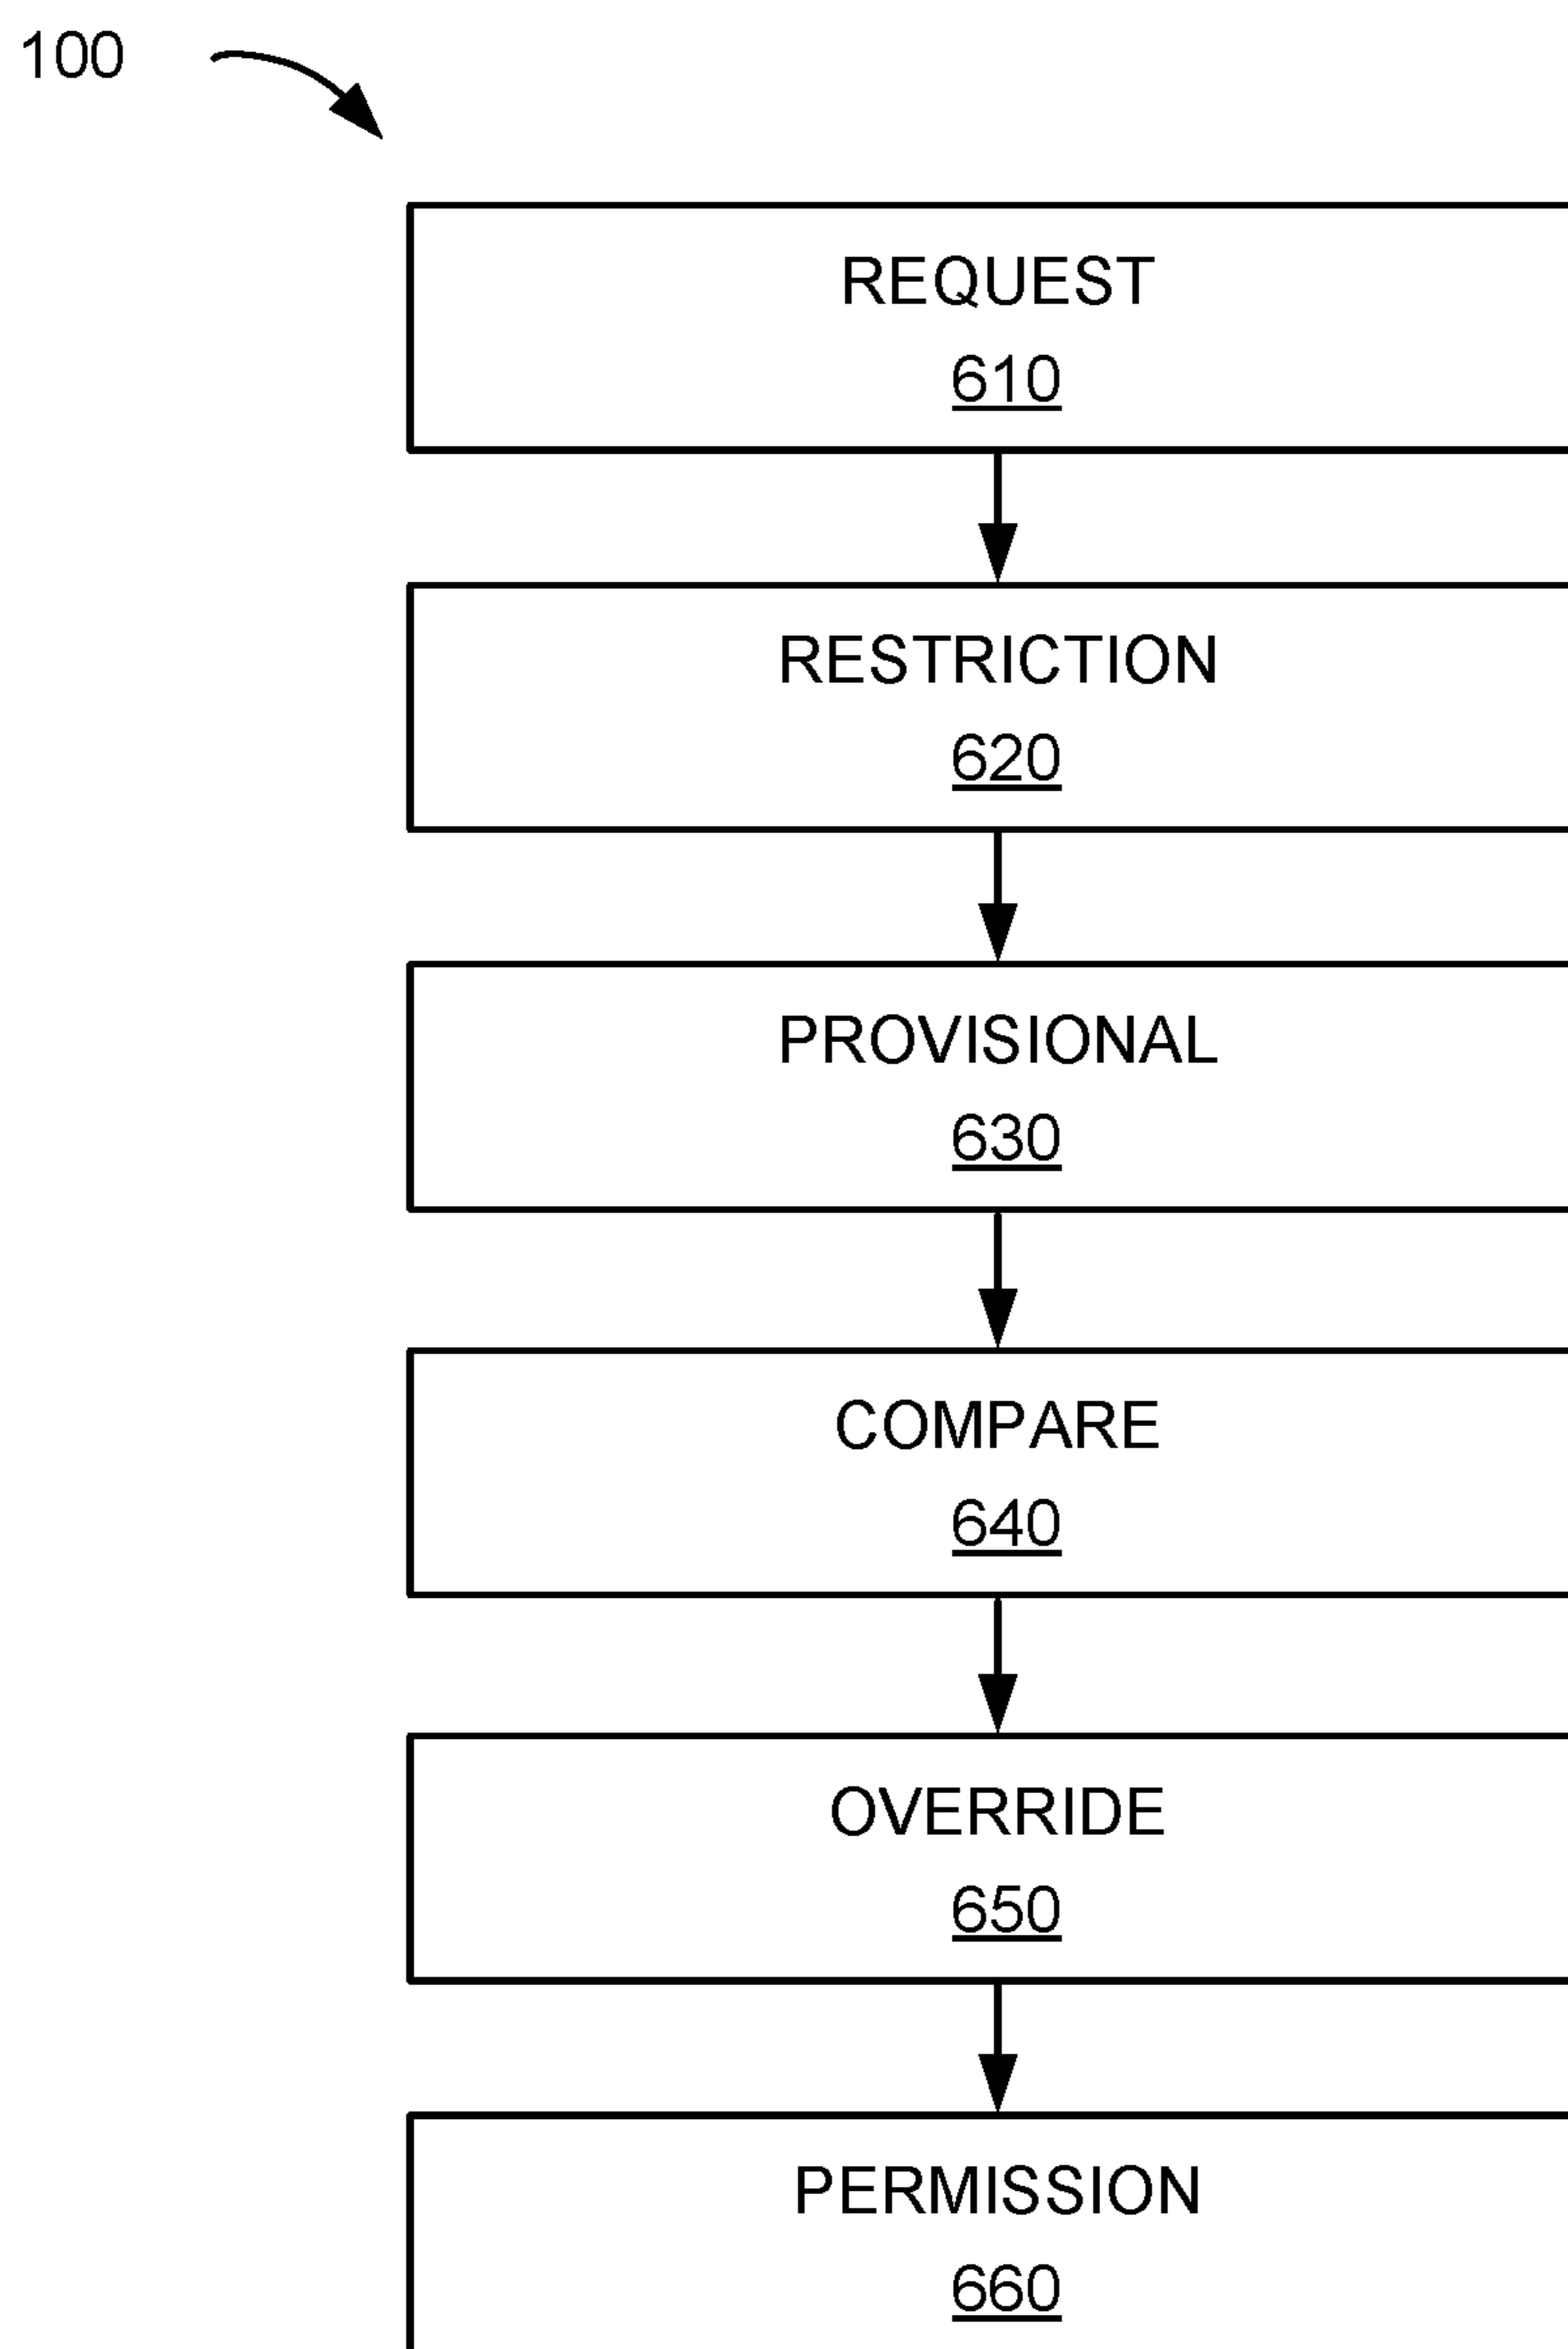 100
REQUEST
610
RESTRICTION
620
PROVISIONAL
630
COMPARE
640
OVERRIDE
650
PERMISSION
660